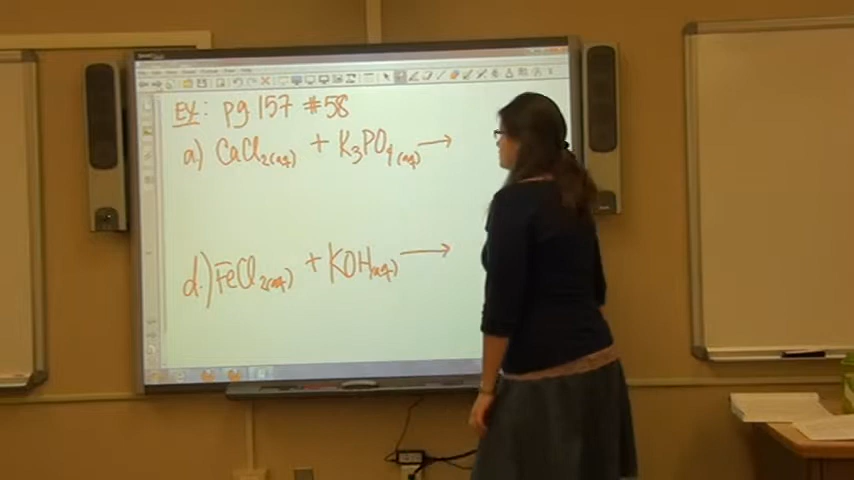 EX: pg 157 #58
a) CaCl₂(aq) + K₃PO₄(aq) →
d.) FeCl₂(aq) + KOH(aq) →